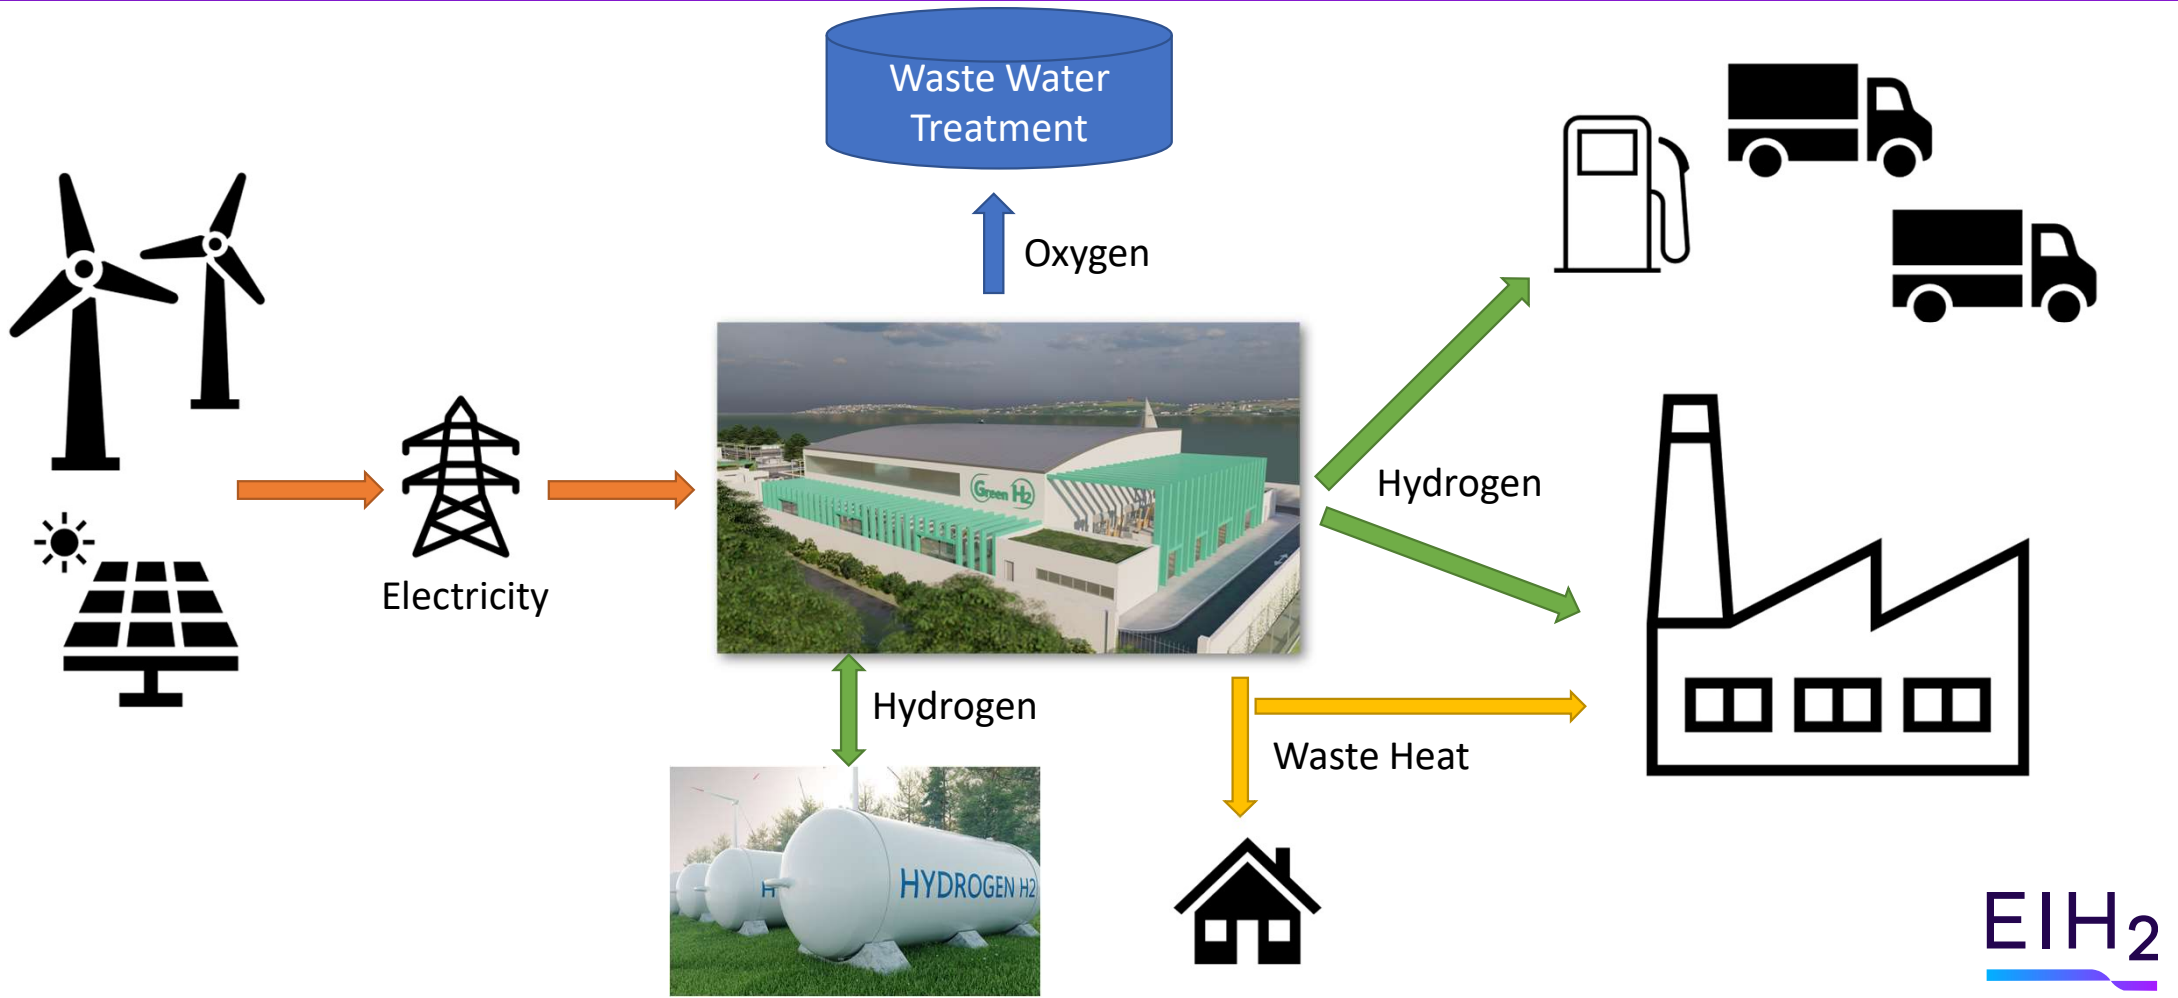 Waste Water
Treatment
Oxygen
Green H2
Hydrogen
Electricity
Hydrogen
Waste Heat
HYDROGEN H2
H
EIH2